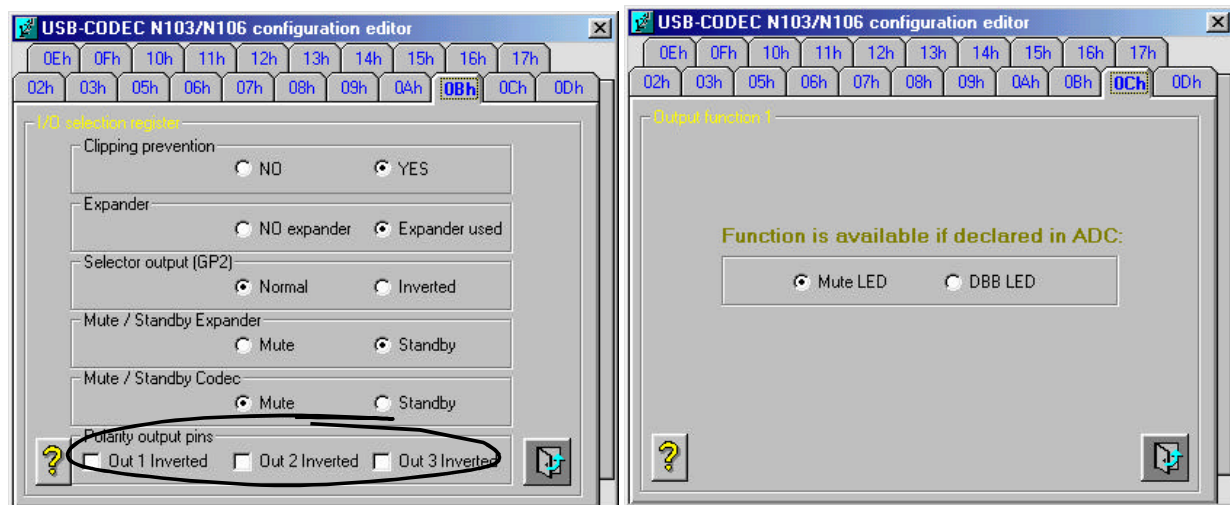 USB-CODEC N103/N106 configuration editor
0Eh 0Fh 10h 11h 12h 13h 14h 15h 16h 17h
02h 03h 05h 06h 07h 08h 09h 0Ah 0Bh 0Ch 0Dh
I/O selection register
Clipping prevention
NO YES
Expander
NO expander Expander used
Selector output (GP2)
Normal Inverted
Mute / Standby Expander
Mute Standby
Mute / Standby Codec
Mute Standby
Polarity output pins
Out 1 Inverted Out 2 Inverted Out 3 Inverted
?
USB-CODEC N103/N106 configuration editor
0Eh 0Fh 10h 11h 12h 13h 14h 15h 16h 17h
02h 03h 05h 06h 07h 08h 09h 0Ah 0Bh 0Ch 0Dh
Output function 1
Function is available if declared in ADC:
Mute LED DBB LED
?